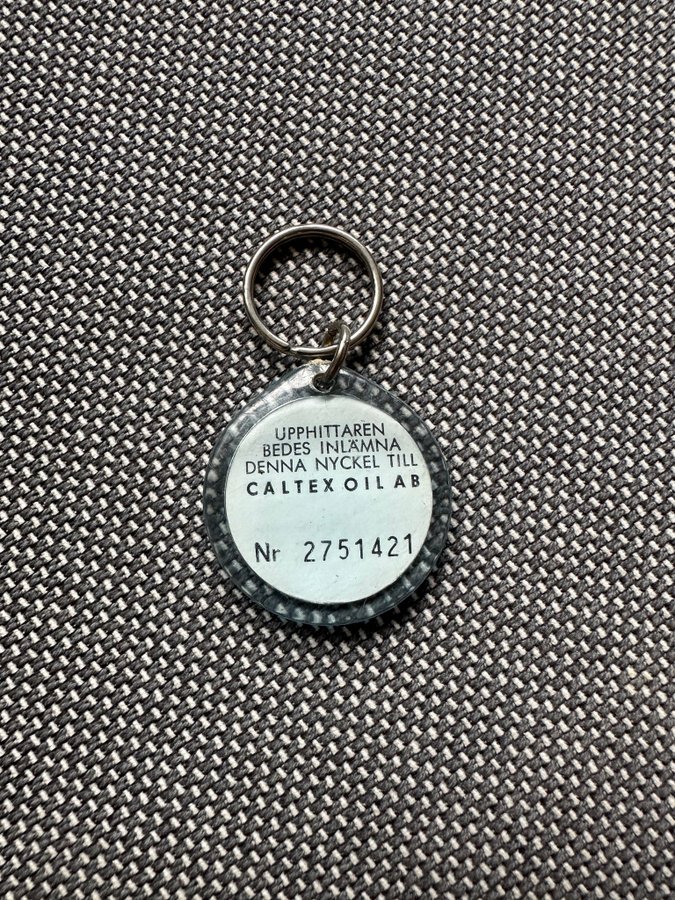 UPPHITTAREN
BEDES INLÄMNA
DENNA NYCKEL TILL
CALTEX OIL AB
Nr 2751421